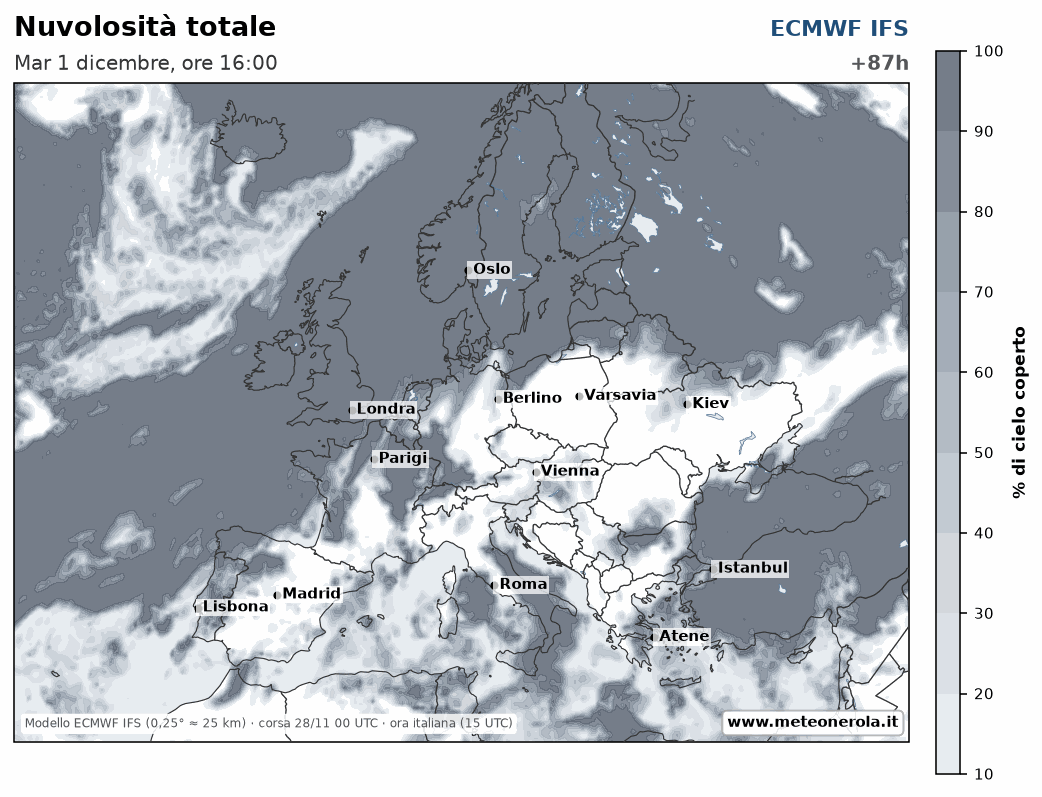 Nuvolosità totale
ECMWF IFS
Mar 1 dicembre, ore 16:00
+87h
100
90
80
70
60
50
40
30
20
10
% di cielo coperto
Oslo
Berlino
Varsavia
Kiev
Londra
Parigi
Vienna
Istanbul
Roma
Madrid
Lisbona
Atene
Modello ECMWF IFS (0,25° ≈ 25 km) · corsa 28/11 00 UTC · ora italiana (15 UTC)
www.meteonerola.it